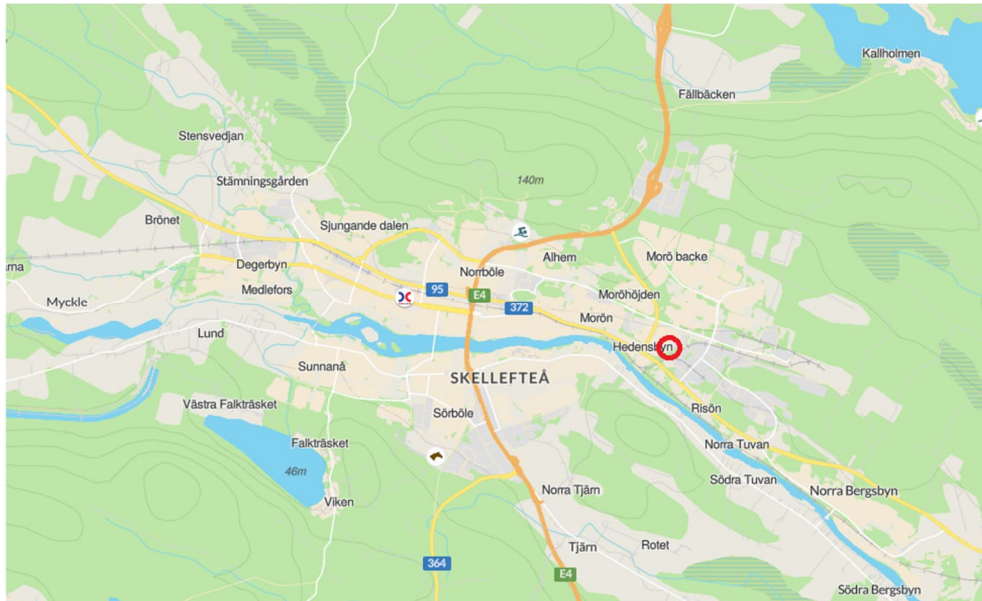 Kallholmen
Fällbäcken
Stensvedjan
Stämningsgården
140m
Brönet
Sjungande dalen
Alhem
Morö backe
Degerbyn
Norrböle
Myckle
Medlefors
95
E4
372
Moröhöjden
Morön
Lund
Hedensbyn
Sunnanå
SKELLEFTEÅ
Västra Falkträsket
Sörböle
Risön
Falkträsket
Norra Tuvan
46m
Södra Tuvan
Viken
Norra Tjärn
Norra Bergsbyn
Tjärn
Rotet
364
E4
Södra Bergsbyn